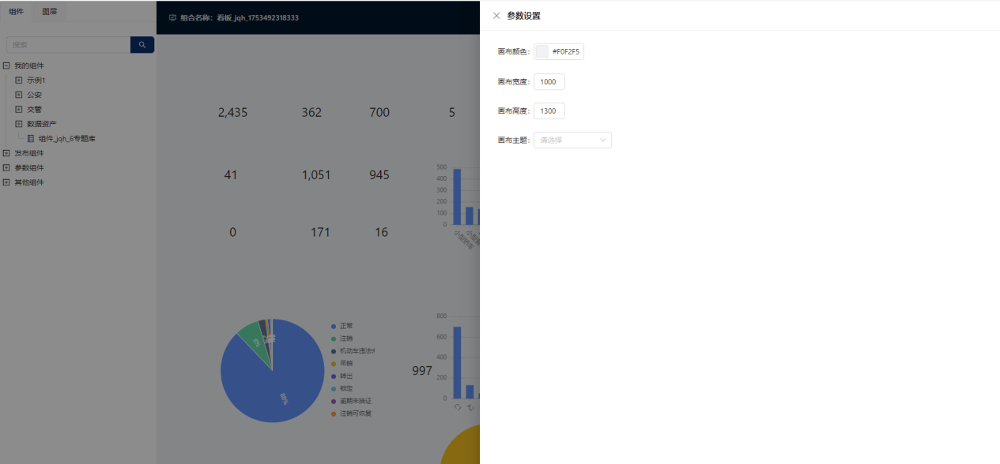 组件 图层
搜索
我的组件
示例1
公安
交管
数据资产
组件_jqh_6专题库
发布组件
参数组件
其他组件
组合名称：看板_jqh_1753492318333
2,435 362 700 5
41 1,051 945
0 171 16
500
400
300
200
100
0
小型轿车
正常
注销
机动车违法未
吊销
转出
锁定
逾期未换证
注销可恢复
88%
997
800
600
400
200
0
C1 A2
参数设置
画布颜色： #F0F2F5
画布宽度： 1000
画布高度： 1300
画布主题： 请选择